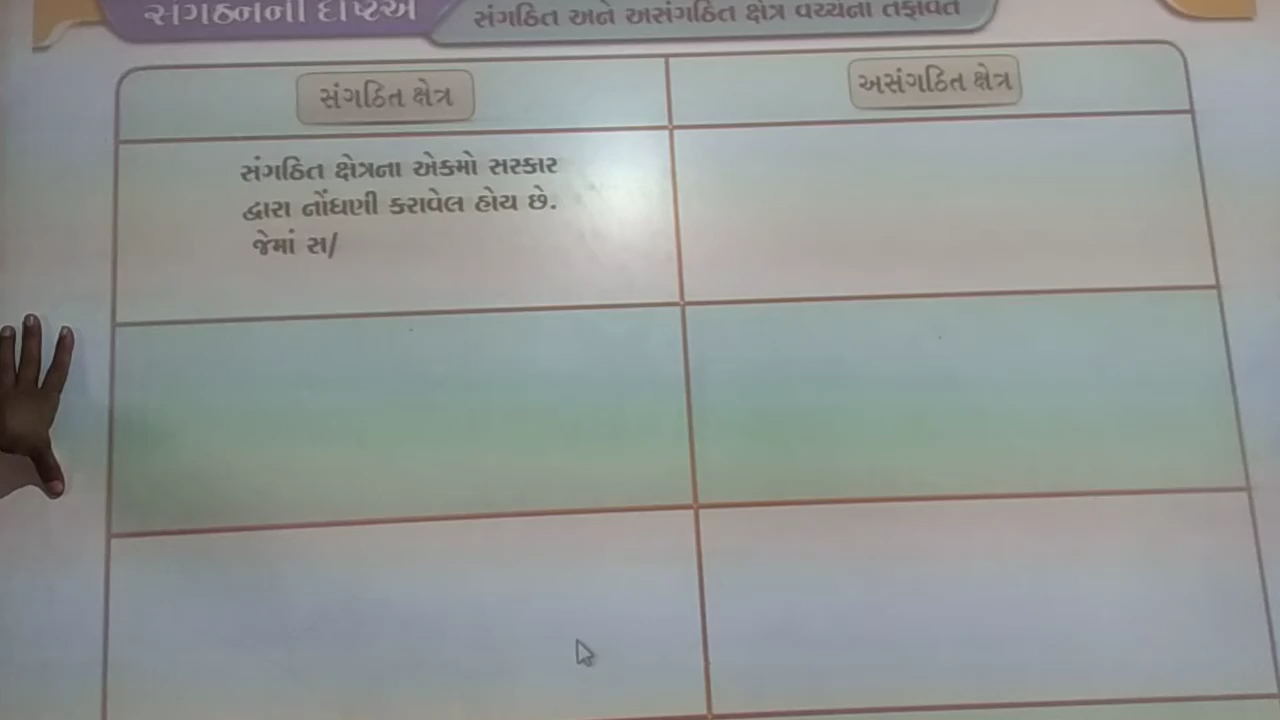 સંગઠનની દૃષ્ટિએ
સંગઠિત અને અસંગઠિત ક્ષેત્ર વચ્ચેના તફાવત
સંગઠિત ક્ષેત્ર
અસંગઠિત ક્ષેત્ર
સંગઠિત ક્ષેત્રના એકમો સરકાર
દ્વારા નોંધણી કરાવેલ હોય છે.
જેમાં સ/